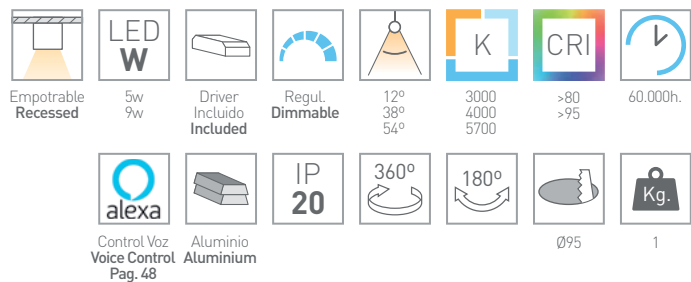 LED
W
K
CRI
Empotrable
Recessed
5w
9w
Driver
Incluido
Included
Regul.
Dimmable
12º
38º
54º
3000
4000
5700
>80
>95
60.000h.
alexa
IP
20
360º
180º
Kg.
Control Voz
Voice Control
Pag. 48
Aluminio
Aluminium
Ø95
1